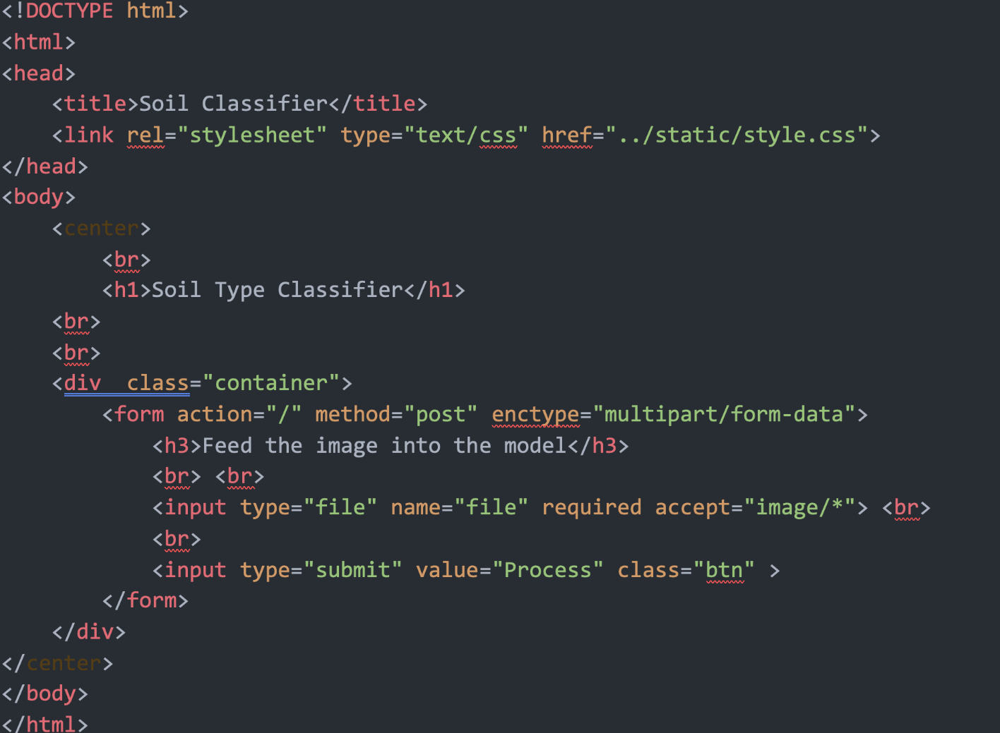 <!DOCTYPE html>
<html>
<head>
    <title>Soil Classifier</title>
    <link rel="stylesheet" type="text/css" href="../static/style.css">
</head>
<body>
    <center>
        <br>
        <h1>Soil Type Classifier</h1>
    <br>
    <br>
    <div  class="container">
        <form action="/" method="post" enctype="multipart/form-data">
            <h3>Feed the image into the model</h3>
            <br> <br>
            <input type="file" name="file" required accept="image/*"> <br>
            <br>
            <input type="submit" value="Process" class="btn" >
        </form>
    </div>
</center>
</body>
</html>